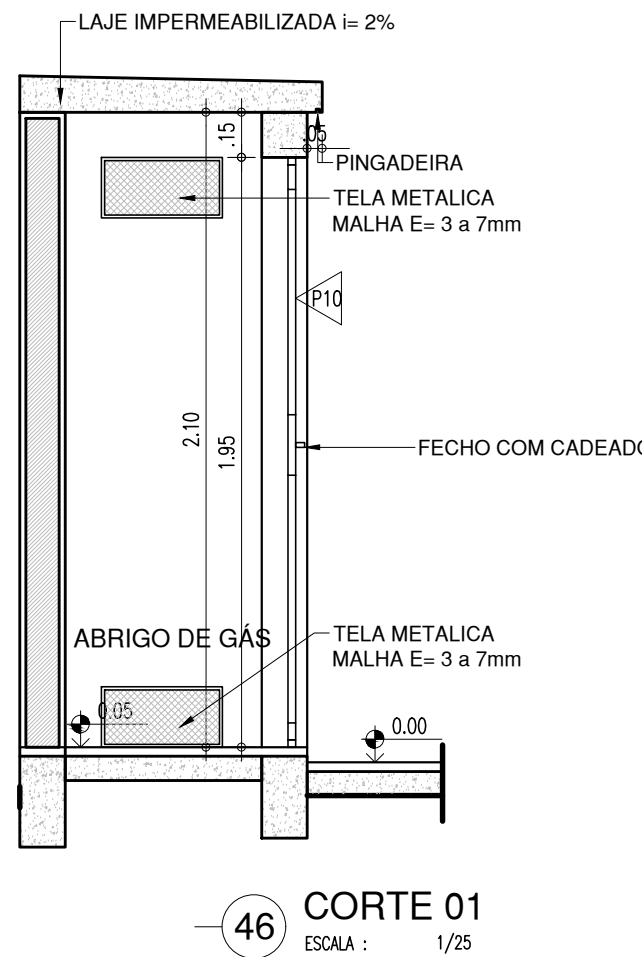 LAJE IMPERMEABILIZADA i= 2%
.15
.05
PINGADEIRA
TELA METALICA
MALHA E= 3 a 7mm
P10
2.10
1.95
FECHO COM CADEADO
ABRIGO DE GÁS
TELA METALICA
MALHA E= 3 a 7mm
0.05
0.00
46
CORTE 01
ESCALA : 1/25